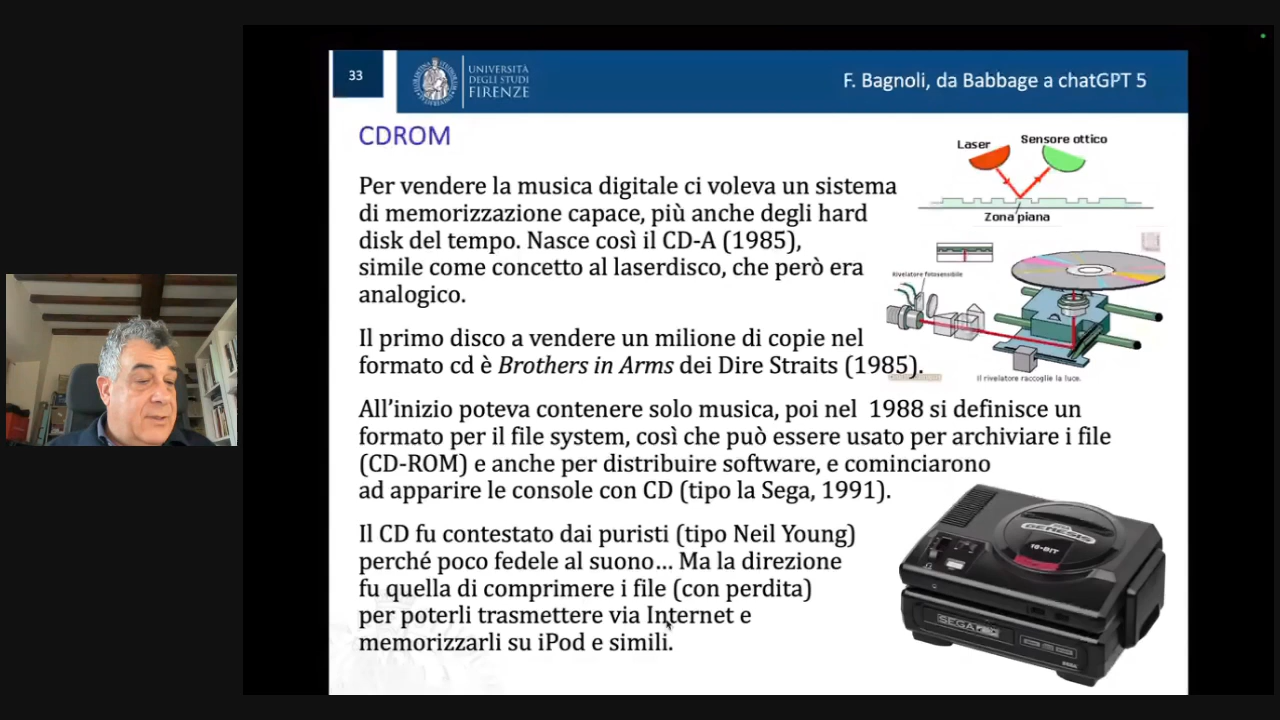 33
UNIVERSITÀ
DEGLI STUDI
FIRENZE
F. Bagnoli, da Babbage a chatGPT 5
CDROM
Per vendere la musica digitale ci voleva un sistema
di memorizzazione capace, più anche degli hard
disk del tempo. Nasce così il CD-A (1985),
simile come concetto al laserdisco, che però era
analogico.
Il primo disco a vendere un milione di copie nel
formato cd è Brothers in Arms dei Dire Straits (1985).
All’inizio poteva contenere solo musica, poi nel 1988 si definisce un
formato per il file system, così che può essere usato per archiviare i file
(CD-ROM) e anche per distribuire software, e cominciarono
ad apparire le console con CD (tipo la Sega, 1991).
Il CD fu contestato dai puristi (tipo Neil Young)
perché poco fedele al suono... Ma la direzione
fu quella di comprimere i file (con perdita)
per poterli trasmettere via Internet e
memorizzarli su iPod e simili.
Laser
Sensore ottico
Zona piana
Rivelatore fotosensibile
Il rivelatore raccoglie la luce.
GENESIS
16-BIT
SEGA
SEGA